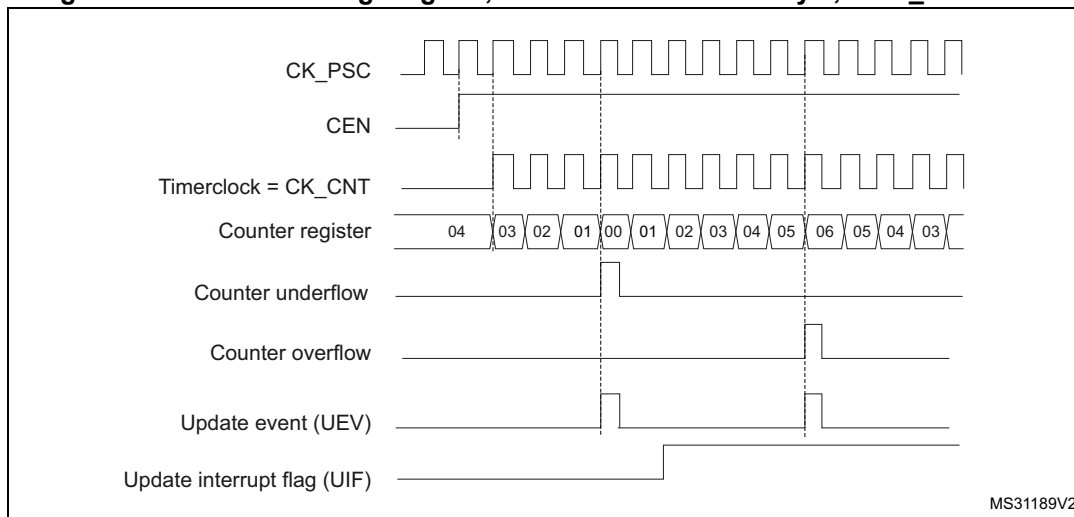 CK_PSC
CEN
Timerclock = CK_CNT
Counter register 04 03 02 01 00 01 02 03 04 05 06 05 04 03
Counter underflow
Counter overflow
Update event (UEV)
Update interrupt flag (UIF)
MS31189V2